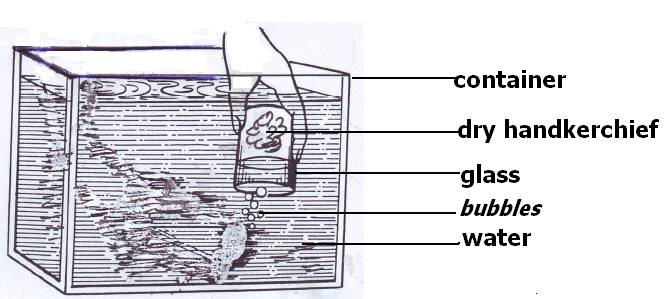 container
dry handkerchief
glass
bubbles
water